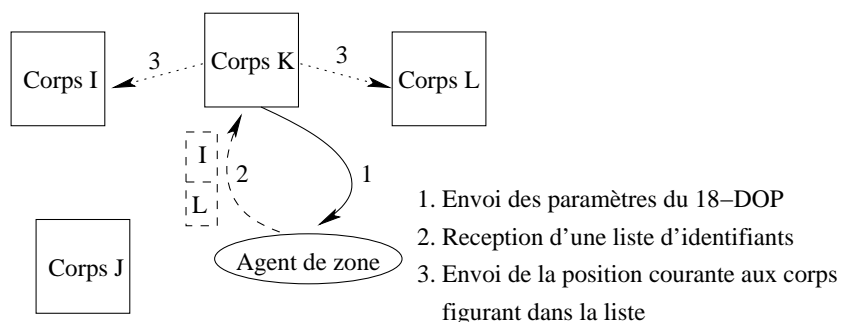 Corps I
3
Corps K
3
Corps L
I
L
2
1
Corps J
Agent de zone
1. Envoi des paramètres du 18−DOP
2. Reception d'une liste d'identifiants
3. Envoi de la position courante aux corps
figurant dans la liste